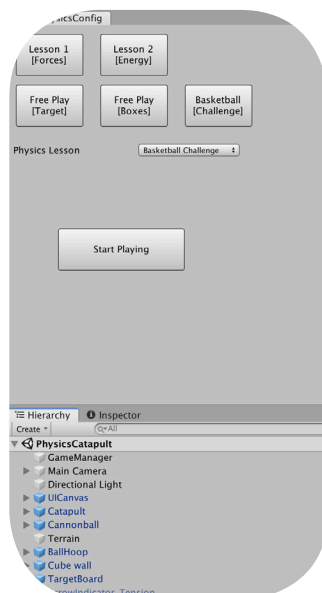 PhysicsConfig
Lesson 1
[Forces]
Lesson 2
[Energy]
Free Play
[Target]
Free Play
[Boxes]
Basketball
[Challenge]
Physics Lesson
Basketball Challenge
Start Playing
Hierarchy
Inspector
Create
All
PhysicsCatapult
GameManager
Main Camera
Directional Light
UICanvas
Catapult
Cannonball
Terrain
BallHoop
Cube wall
TargetBoard